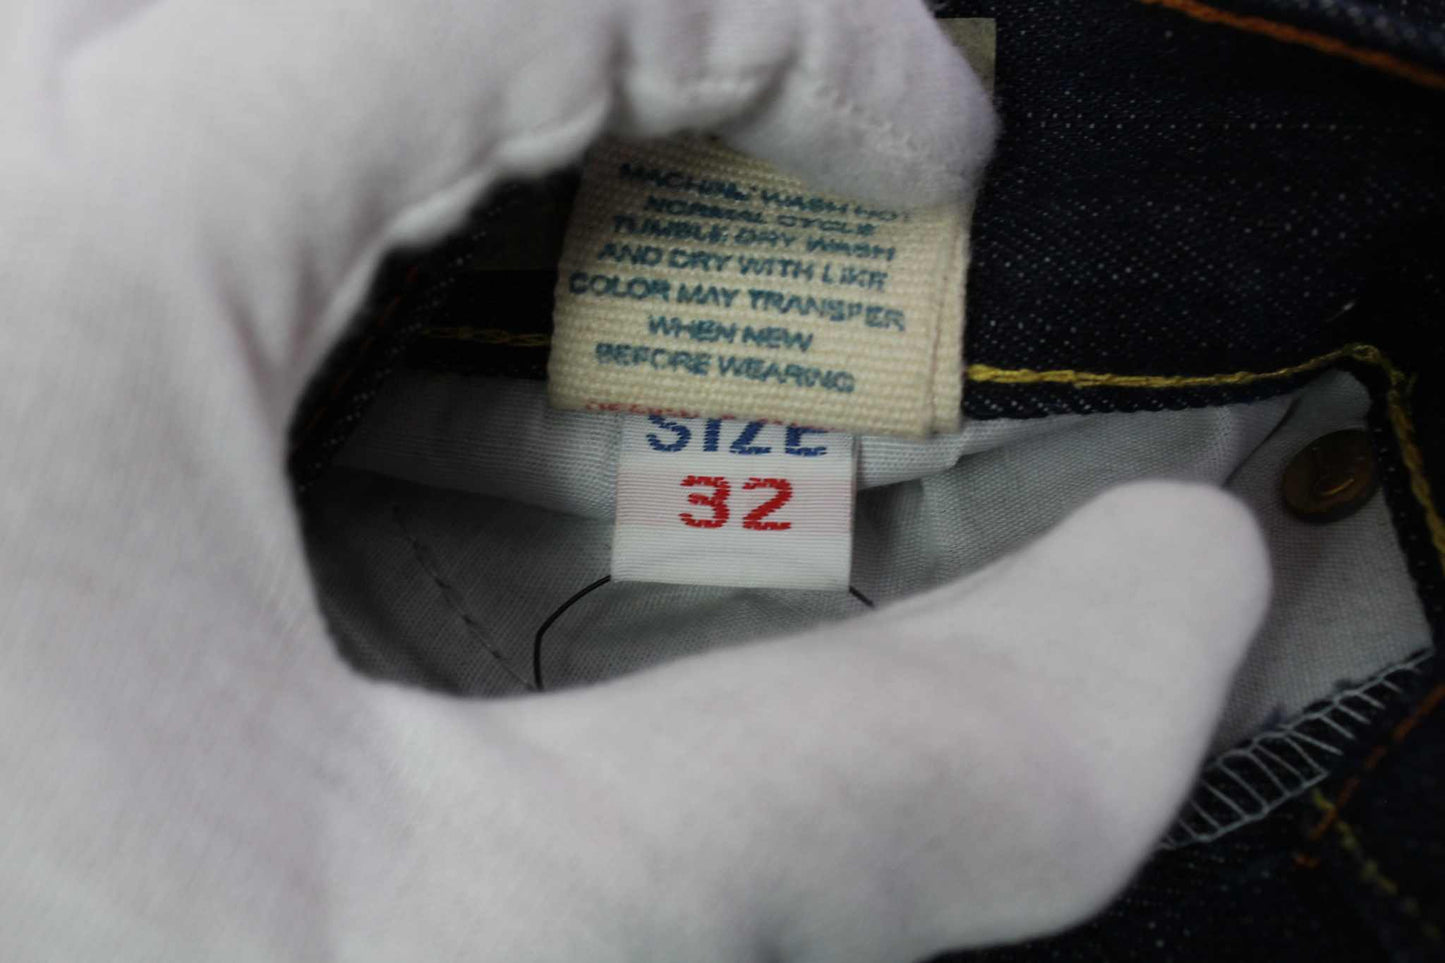 MACHINE WASH HOT
NORMAL CYCLE
TUMBLE DRY WASH
AND DRY WITH LIKE
COLOR MAY TRANSFER
WHEN NEW
BEFORE WEARING
SIZE
32